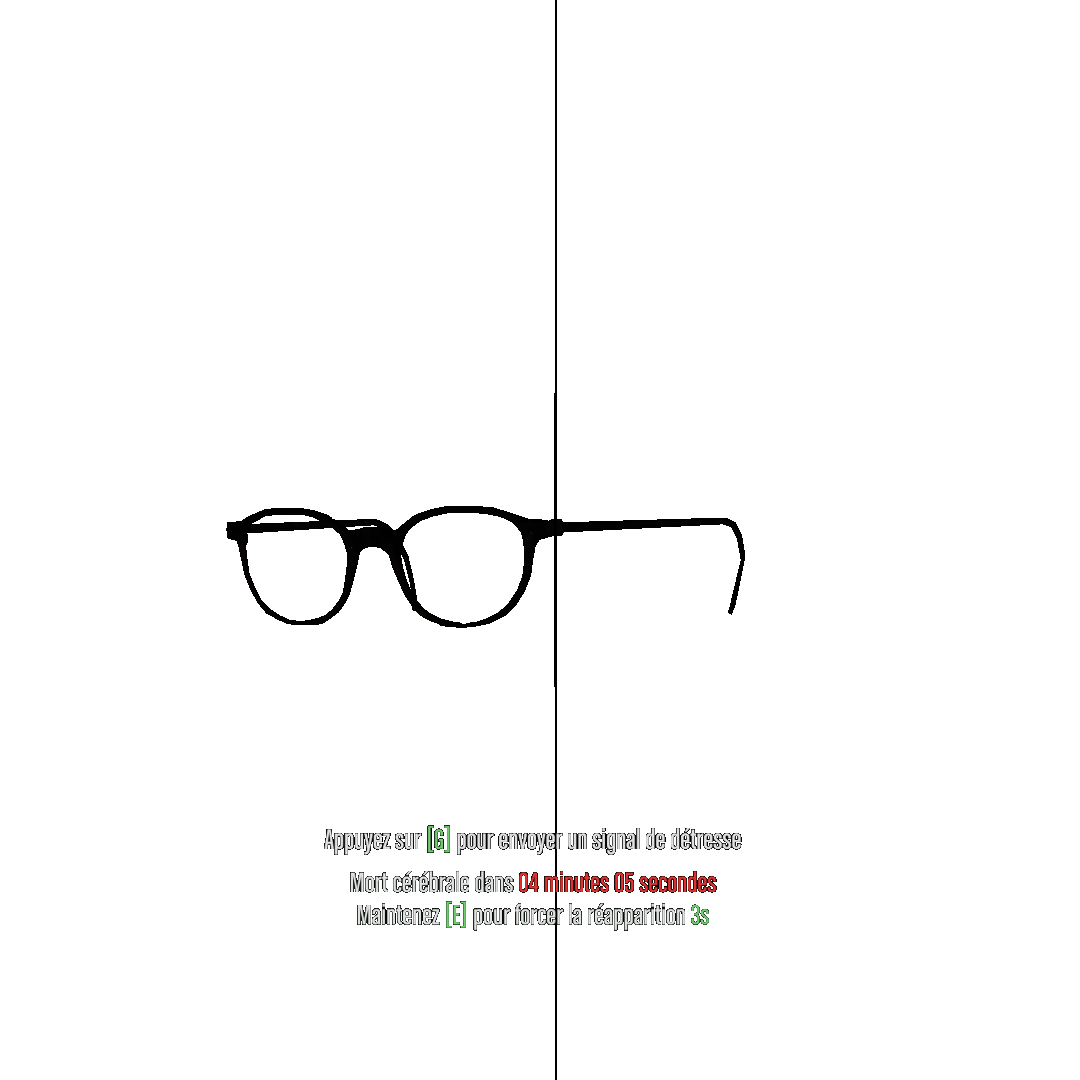 Appuyez sur [G] pour envoyer un signal de détresse
Mort cérébrale dans 04 minutes 05 secondes
Maintenez [E] pour forcer la réapparition 3s